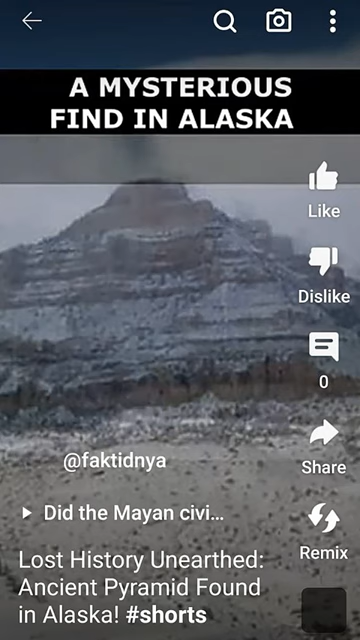 A MYSTERIOUS
FIND IN ALASKA
Like
Dislike
0
@faktidnya
Share
Did the Mayan civi...
Remix
Lost History Unearthed:
Ancient Pyramid Found
in Alaska! #shorts